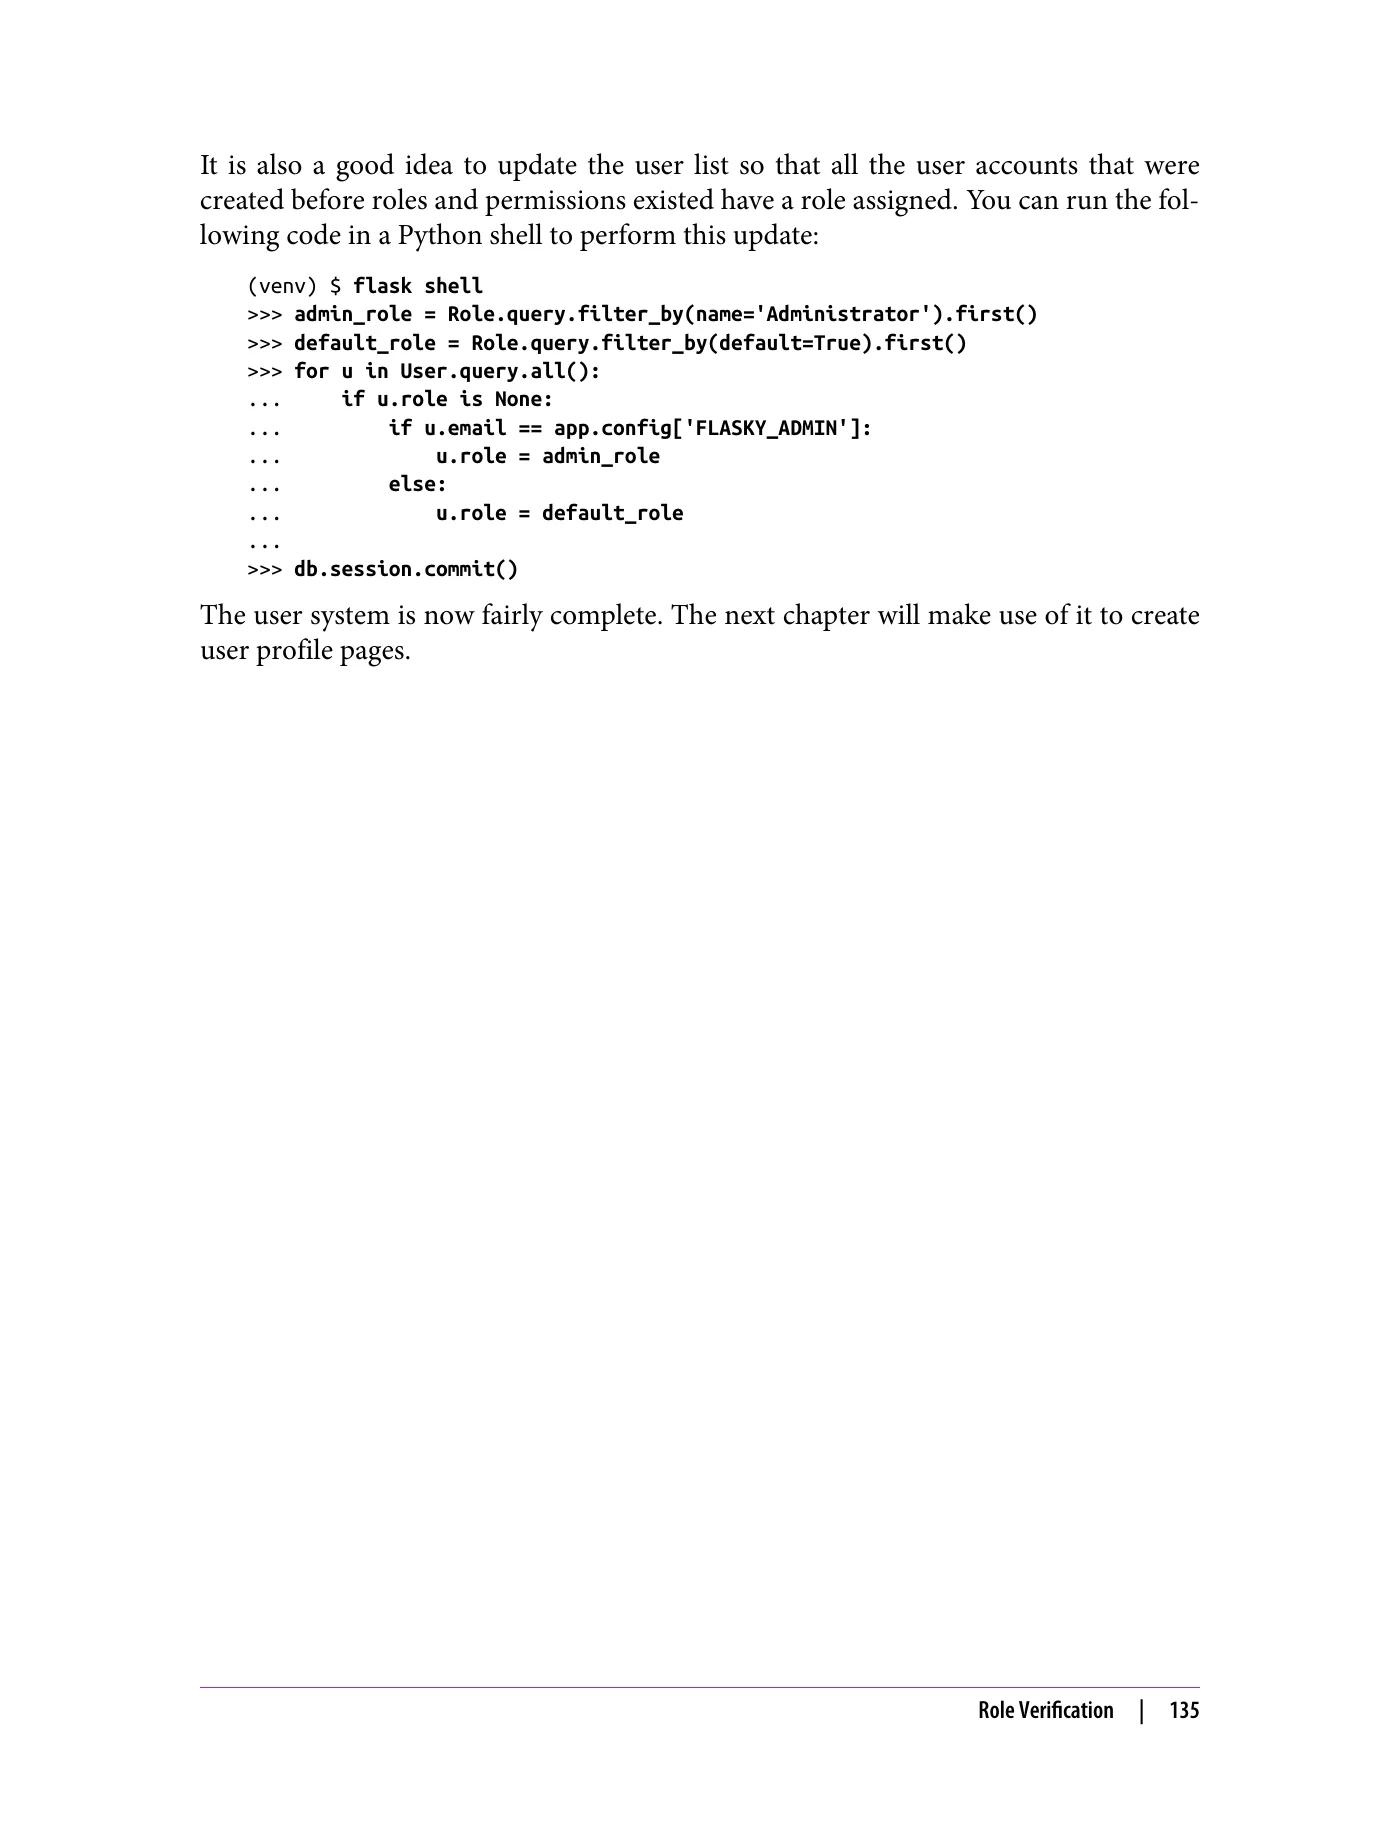 It is also a good idea to update the user list so that all the user accounts that were
created before roles and permissions existed have a role assigned. You can run the fol-
lowing code in a Python shell to perform this update:
(venv) $ flask shell
>>> admin_role = Role.query.filter_by(name='Administrator').first()
>>> default_role = Role.query.filter_by(default=True).first()
>>> for u in User.query.all():
...     if u.role is None:
...         if u.email == app.config['FLASKY_ADMIN']:
...             u.role = admin_role
...         else:
...             u.role = default_role
...
>>> db.session.commit()
The user system is now fairly complete. The next chapter will make use of it to create
user profile pages.
Role Verification | 135